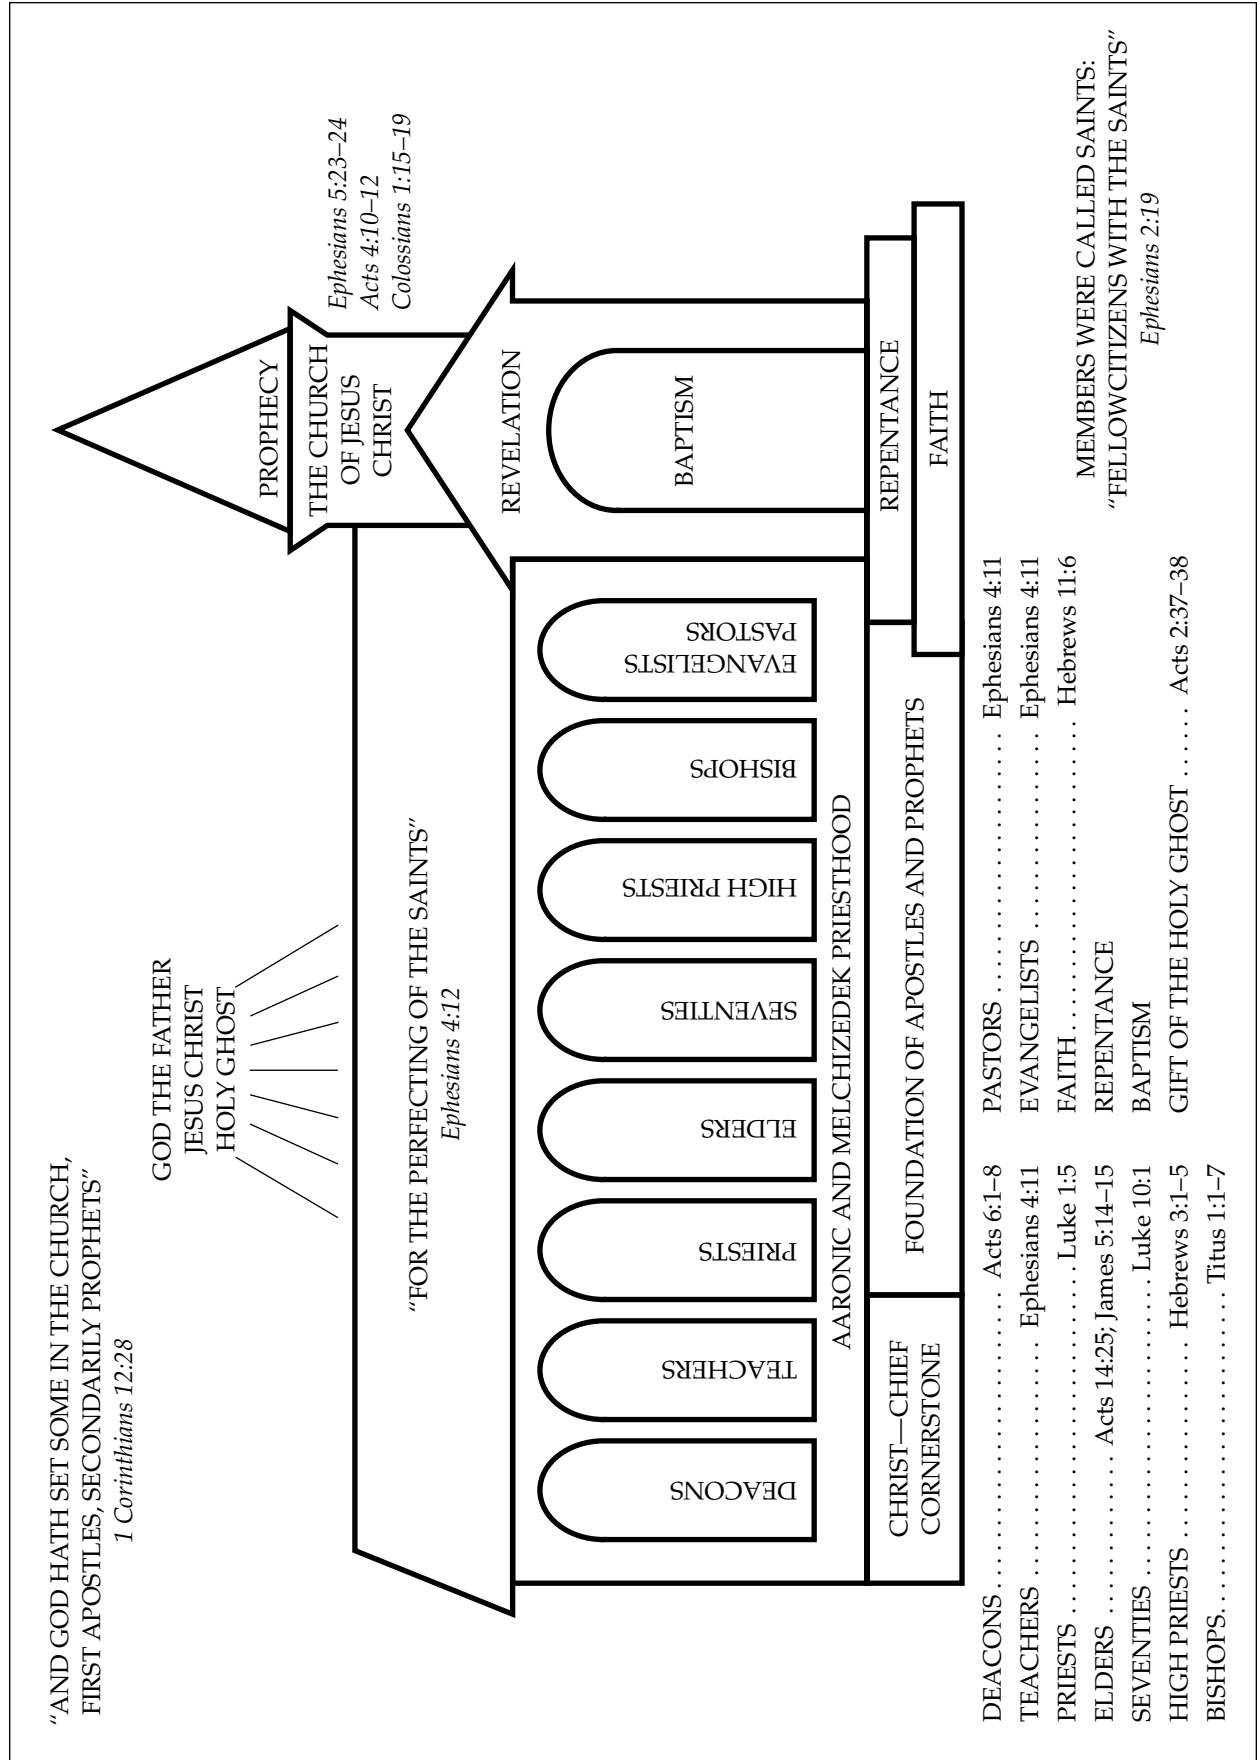 "AND GOD HATH SET SOME IN THE CHURCH,
FIRST APOSTLES, SECONDARILY PROPHETS"
1 Corinthians 12:28
GOD THE FATHER
JESUS CHRIST
HOLY GHOST
PROPHECY
THE CHURCH
OF JESUS
CHRIST
Ephesians 5:23–24
Acts 4:10–12
Colossians 1:15–19
"FOR THE PERFECTING OF THE SAINTS"
Ephesians 4:12
REVELATION
BAPTISM
DEACONS
TEACHERS
PRIESTS
ELDERS
SEVENTIES
HIGH PRIESTS
BISHOPS
EVANGELISTS
PASTORS
AARONIC AND MELCHIZEDEK PRIESTHOOD
CHRIST—CHIEF
CORNERSTONE
FOUNDATION OF APOSTLES AND PROPHETS
REPENTANCE
FAITH
DEACONS . . . . . . . . . . . . . . . . . . . . . . . . . . . . . Acts 6:1–8
TEACHERS . . . . . . . . . . . . . . . . . . . . . . Ephesians 4:11
PRIESTS . . . . . . . . . . . . . . . . . . . . . . . . . . . . . . Luke 1:5
ELDERS . . . . . . . . . . . . Acts 14:25; James 5:14–15
SEVENTIES . . . . . . . . . . . . . . . . . . . . . . . . . . . Luke 10:1
HIGH PRIESTS . . . . . . . . . . . . . . . . . . Hebrews 3:1–5
BISHOPS. . . . . . . . . . . . . . . . . . . . . . . . . . . . . Titus 1:1–7
PASTORS . . . . . . . . . . . . . . . . . . . . . . Ephesians 4:11
EVANGELISTS . . . . . . . . . . . . . . . . . . Ephesians 4:11
FAITH . . . . . . . . . . . . . . . . . . . . . . . . . . Hebrews 11:6
REPENTANCE
BAPTISM
GIFT OF THE HOLY GHOST . . . . . . Acts 2:37–38
MEMBERS WERE CALLED SAINTS:
"FELLOWCITIZENS WITH THE SAINTS"
Ephesians 2:19